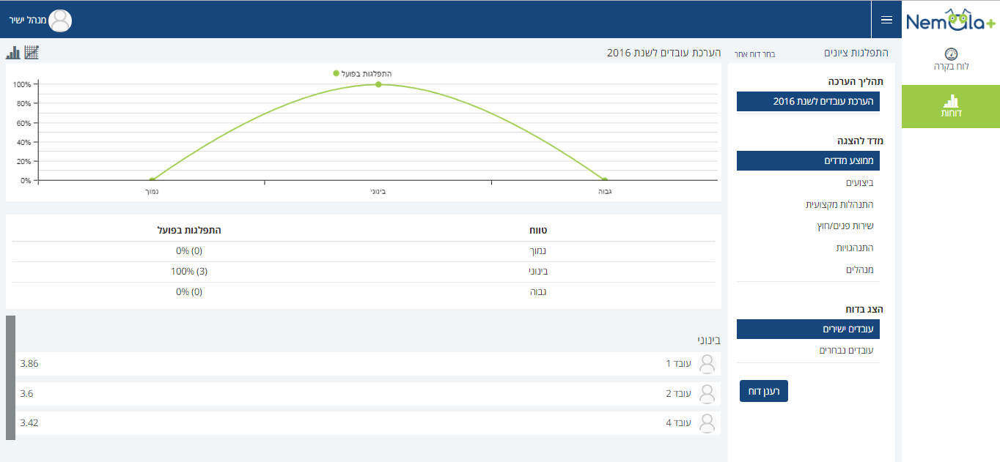 Nemala+
מנהל ישיר
לוח בקרה
דוחות
התפלגות ציונים
בחר דוח אחר
תהליך הערכה
הערכת עובדים לשנת 2016
מדד להצגה
ממוצע מדדים
ביצועים
התנהלות מקצועית
שירות פנים/חוץ
התנהגויות
מנהלים
הצג בדוח
עובדים ישירים
עובדים נבחרים
רענן דוח
הערכת עובדים לשנת 2016
התפלגות בפועל
100%
80%
60%
40%
20%
0%
נמוך בינוני גבוה
טווח התפלגות בפועל
נמוך 0% (0)
בינוני 100% (3)
גבוה 0% (0)
בינוני
עובד 1 3.86
עובד 2 3.6
עובד 4 3.42